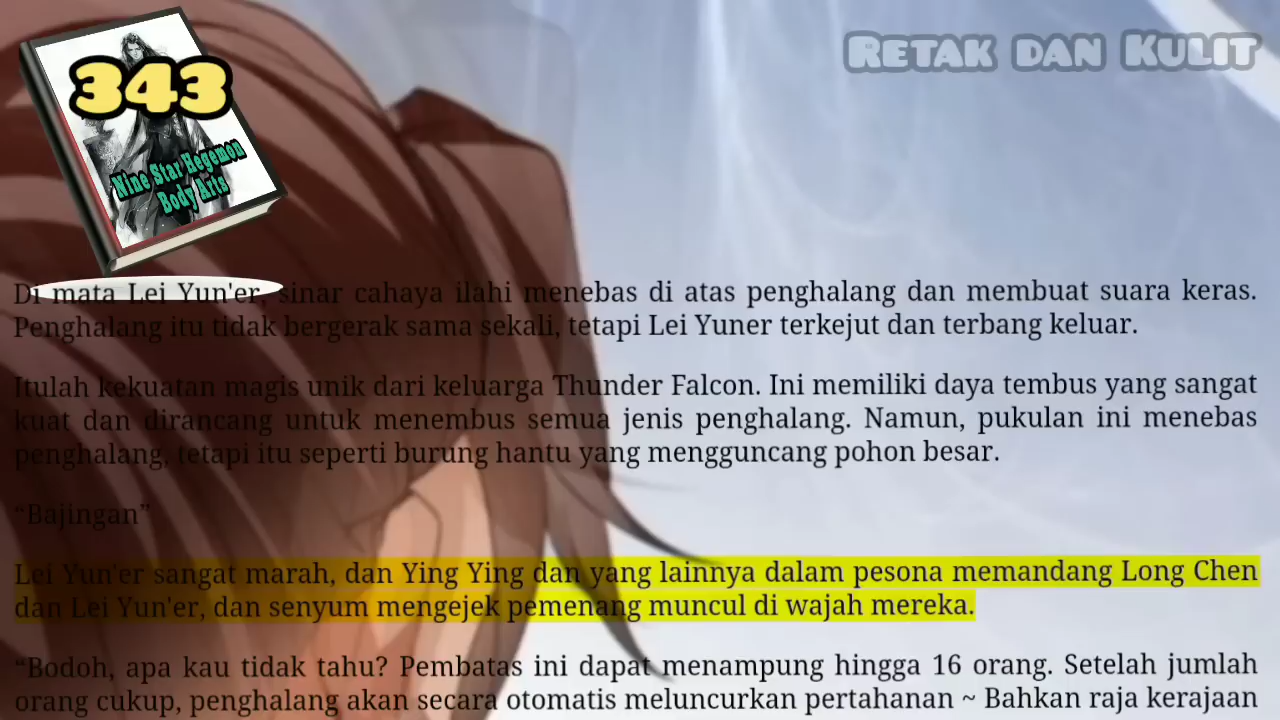 343
Nine Star Hegemon
Body Arts
Retak dan Kulit
Di mata Lei Yun'er, sinar cahaya ilahi menebas di atas penghalang dan membuat suara keras.
Penghalang itu tidak bergerak sama sekali, tetapi Lei Yuner terkejut dan terbang keluar.
Itulah kekuatan magis unik dari keluarga Thunder Falcon. Ini memiliki daya tembus yang sangat
kuat dan dirancang untuk menembus semua jenis penghalang. Namun, pukulan ini menebas
penghalang, tetapi itu seperti burung hantu yang mengguncang pohon besar.
“Bajingan”
Lei Yun'er sangat marah, dan Ying Ying dan yang lainnya dalam pesona memandang Long Chen
dan Lei Yun'er, dan senyum mengejek pemenang muncul di wajah mereka.
“Bodoh, apa kau tidak tahu? Pembatas ini dapat menampung hingga 16 orang. Setelah jumlah
orang cukup, penghalang akan secara otomatis meluncurkan pertahanan ~ Bahkan raja kerajaan